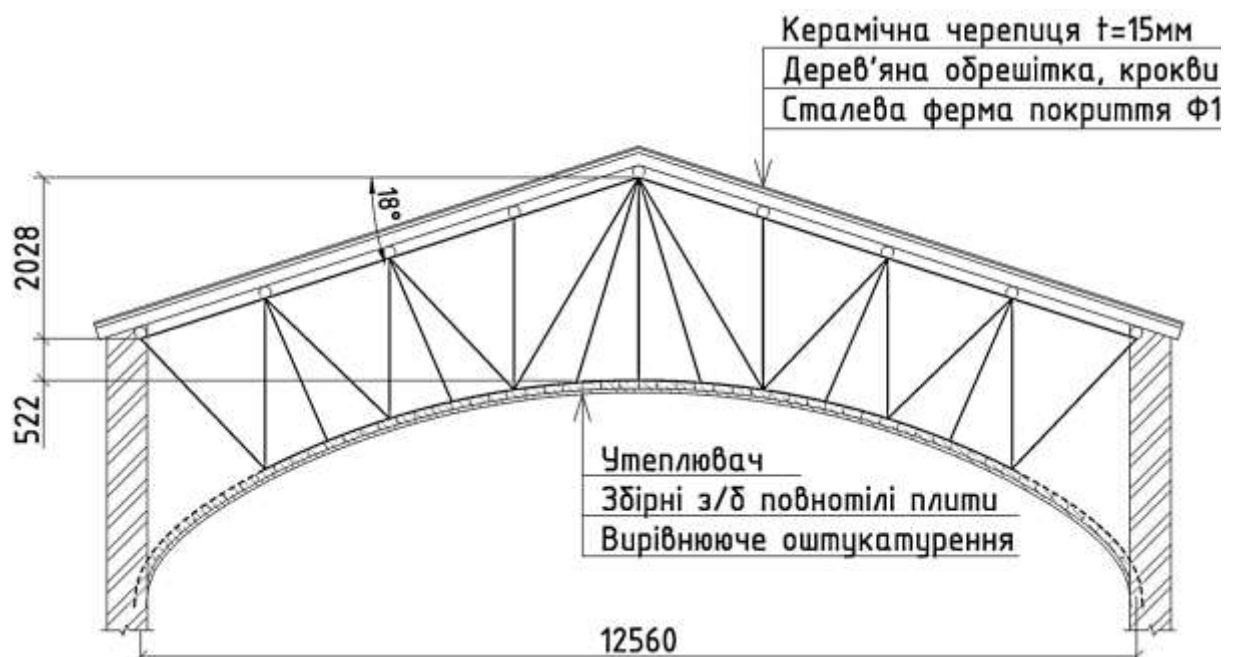 Керамічна черепиця t=15мм
Дерев'яна обрешітка, крокви
Сталева ферма покриття Ф1
18°
2028
522
Утеплювач
Збірні з/б повнотілі плити
Вирівнююче оштукатурення
12560